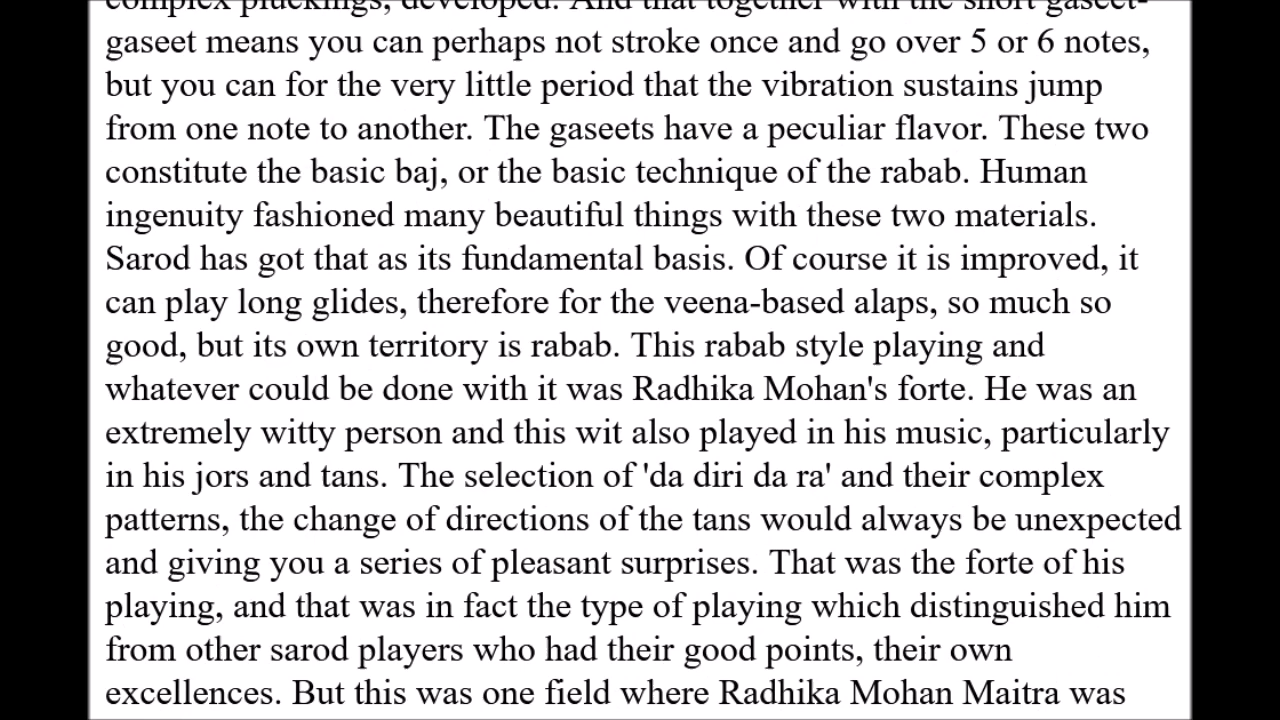 complex pluckings, developed. And that together with the short gaseet-
gaseet means you can perhaps not stroke once and go over 5 or 6 notes,
but you can for the very little period that the vibration sustains jump
from one note to another. The gaseets have a peculiar flavor. These two
constitute the basic baj, or the basic technique of the rabab. Human
ingenuity fashioned many beautiful things with these two materials.
Sarod has got that as its fundamental basis. Of course it is improved, it
can play long glides, therefore for the veena-based alaps, so much so
good, but its own territory is rabab. This rabab style playing and
whatever could be done with it was Radhika Mohan's forte. He was an
extremely witty person and this wit also played in his music, particularly
in his jors and tans. The selection of 'da diri da ra' and their complex
patterns, the change of directions of the tans would always be unexpected
and giving you a series of pleasant surprises. That was the forte of his
playing, and that was in fact the type of playing which distinguished him
from other sarod players who had their good points, their own
excellences. But this was one field where Radhika Mohan Maitra was